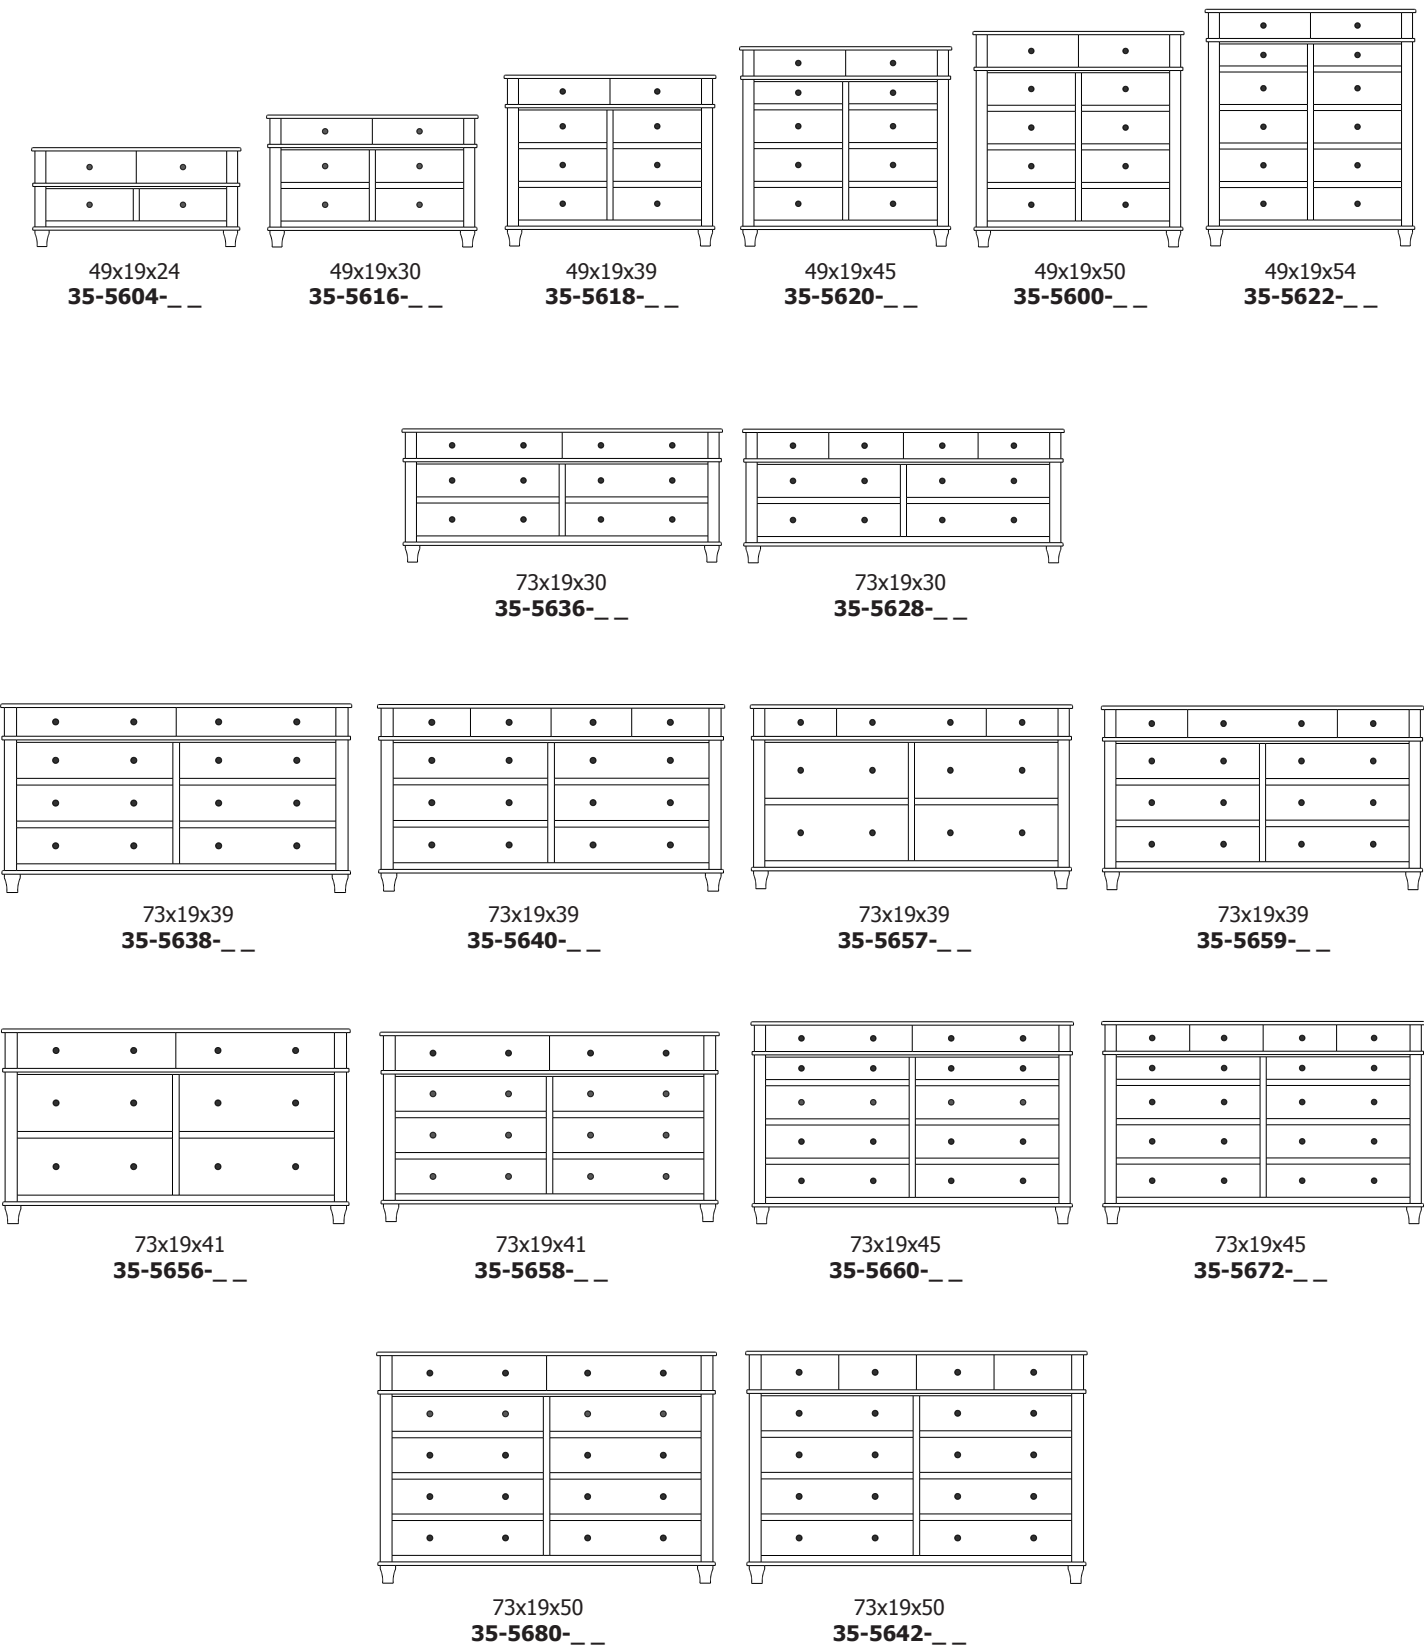 49x19x24
35-5604-_ _
49x19x30
35-5616-_ _
49x19x39
35-5618-_ _
49x19x45
35-5620-_ _
49x19x50
35-5600-_ _
49x19x54
35-5622-_ _
73x19x30
35-5636-_ _
73x19x30
35-5628-_ _
73x19x39
35-5638-_ _
73x19x39
35-5640-_ _
73x19x39
35-5657-_ _
73x19x39
35-5659-_ _
73x19x41
35-5656-_ _
73x19x41
35-5658-_ _
73x19x45
35-5660-_ _
73x19x45
35-5672-_ _
73x19x50
35-5680-_ _
73x19x50
35-5642-_ _